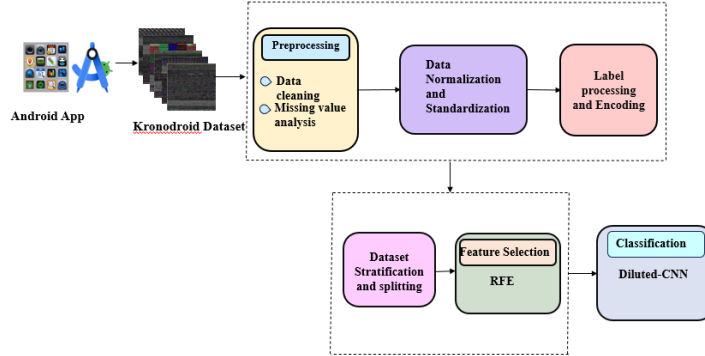 Android App
Kronodroid Dataset
Preprocessing
Data
cleaning
Missing value
analysis
Data
Normalization
and
Standardization
Label
processing
and Encoding
Dataset
Stratification
and splitting
Feature Selection
RFE
Classification
Diluted-CNN